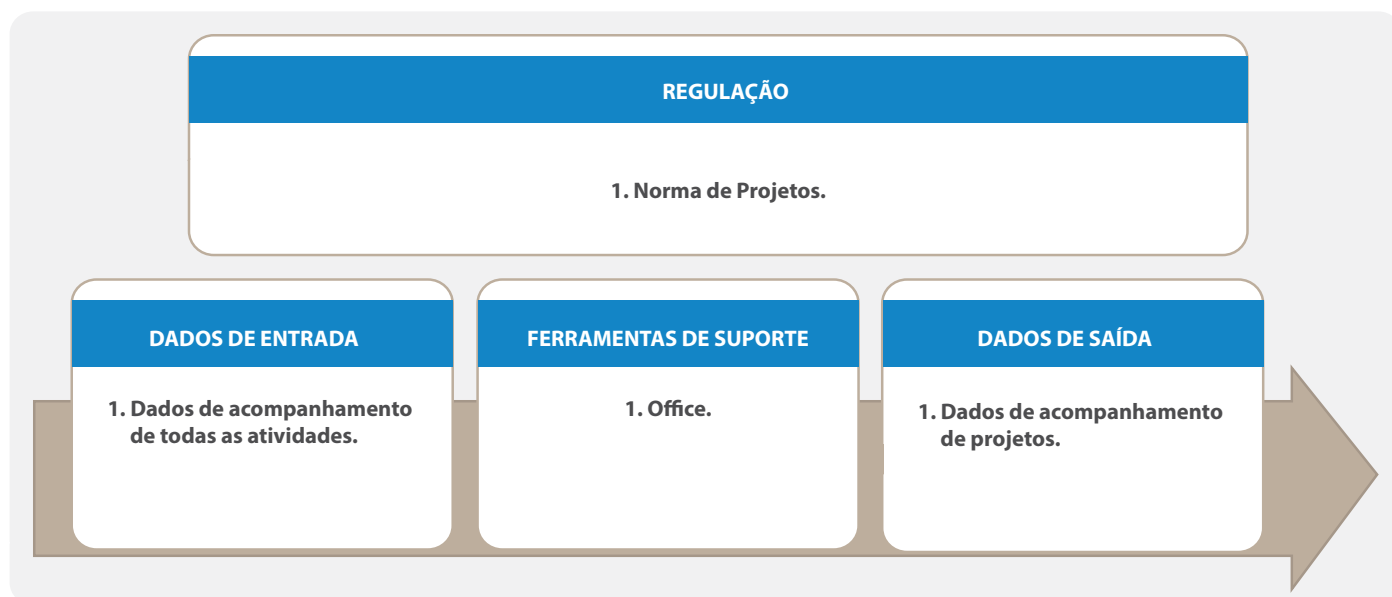 REGULAÇÃO
1. Norma de Projetos.
DADOS DE ENTRADA
1. Dados de acompanhamento
de todas as atividades.
FERRAMENTAS DE SUPORTE
1. Office.
DADOS DE SAÍDA
1. Dados de acompanhamento
de projetos.